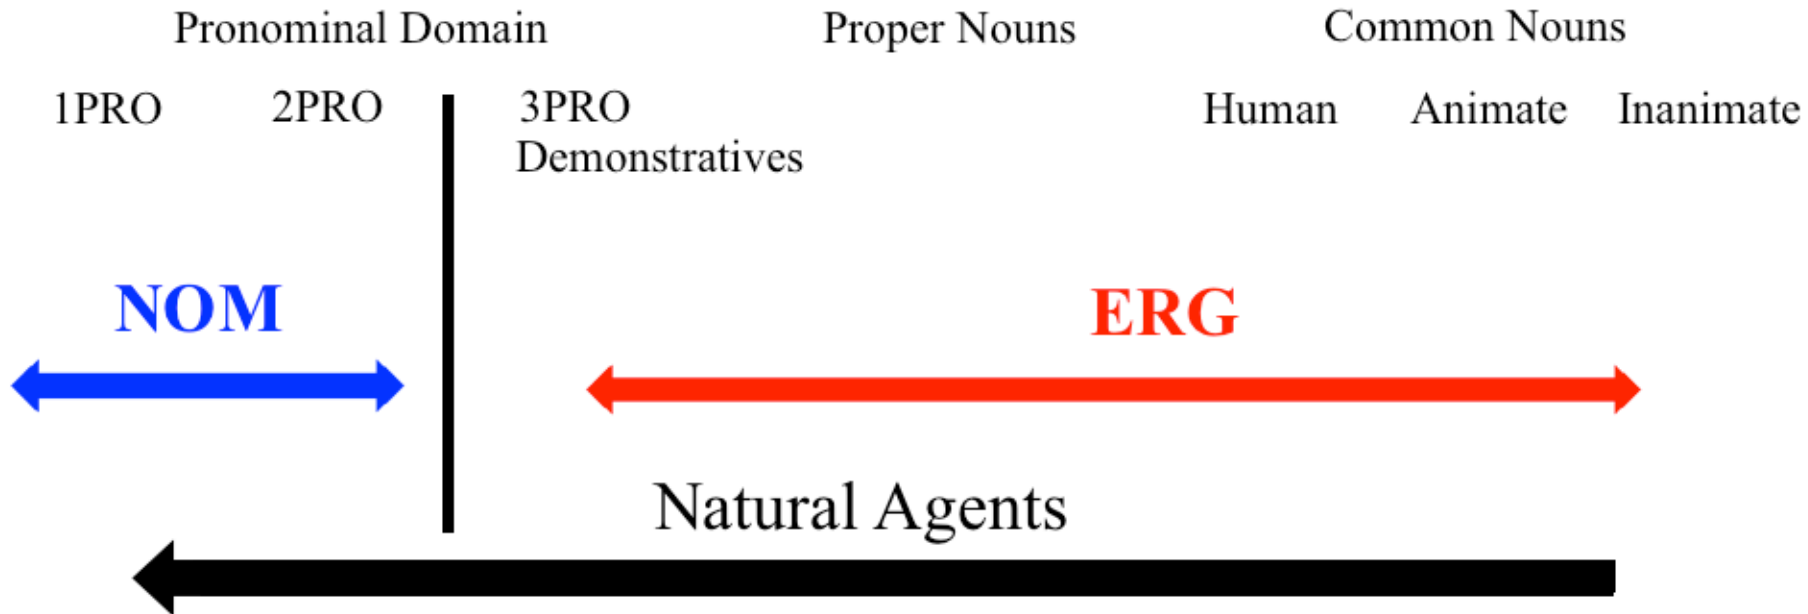 Pronominal Domain Proper Nouns Common Nouns
1PRO 2PRO 3PRO Human Animate Inanimate
Demonstratives
NOM ERG
Natural Agents